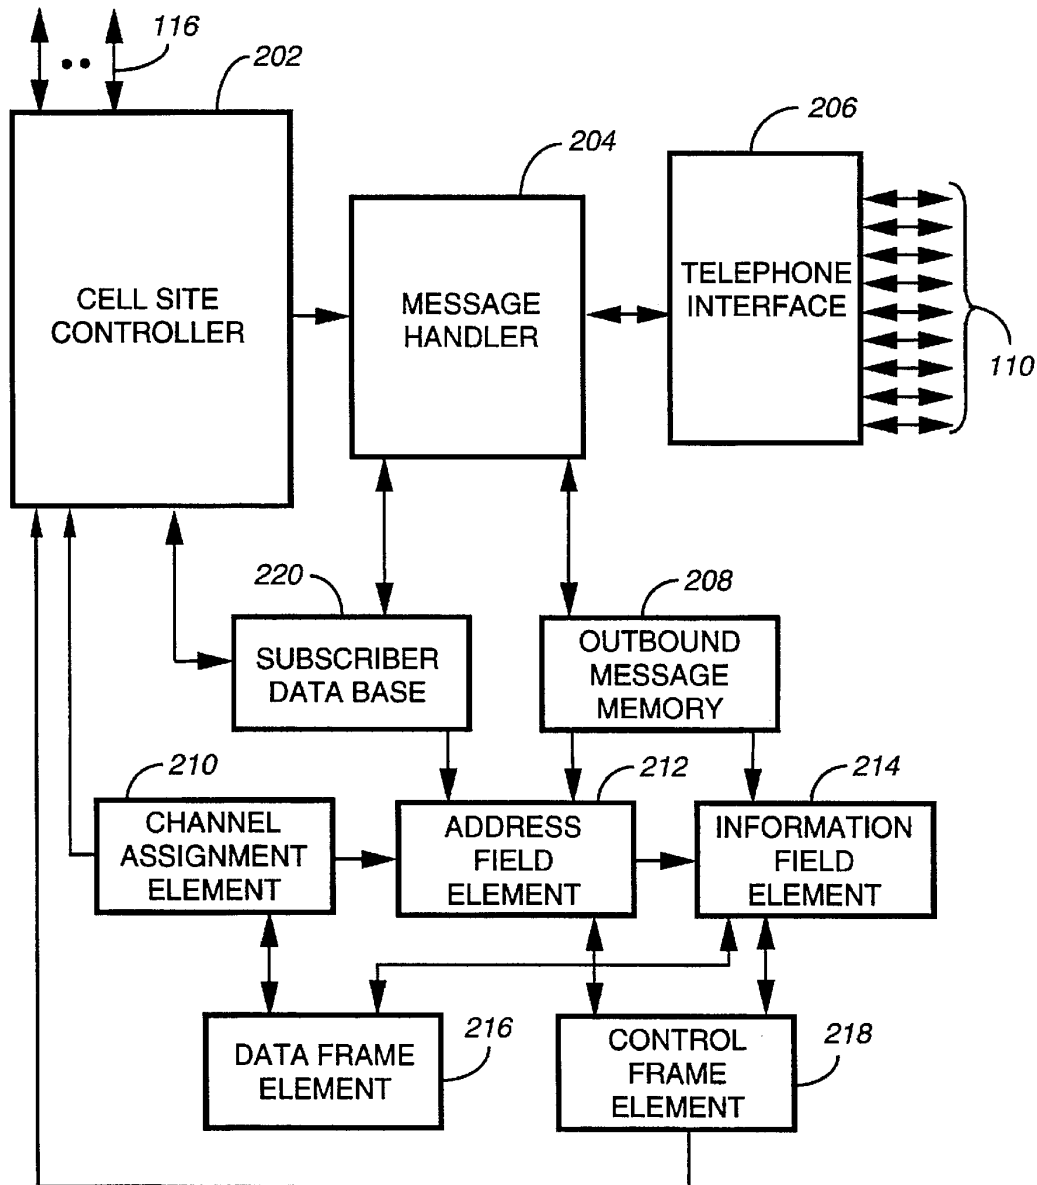 116
202
206
204
CELL SITE
CONTROLLER
MESSAGE
HANDLER
TELEPHONE
INTERFACE
110
220
208
SUBSCRIBER
DATA BASE
OUTBOUND
MESSAGE
MEMORY
210
212
214
CHANNEL
ASSIGNMENT
ELEMENT
ADDRESS
FIELD
ELEMENT
INFORMATION
FIELD
ELEMENT
216
218
DATA FRAME
ELEMENT
CONTROL
FRAME
ELEMENT